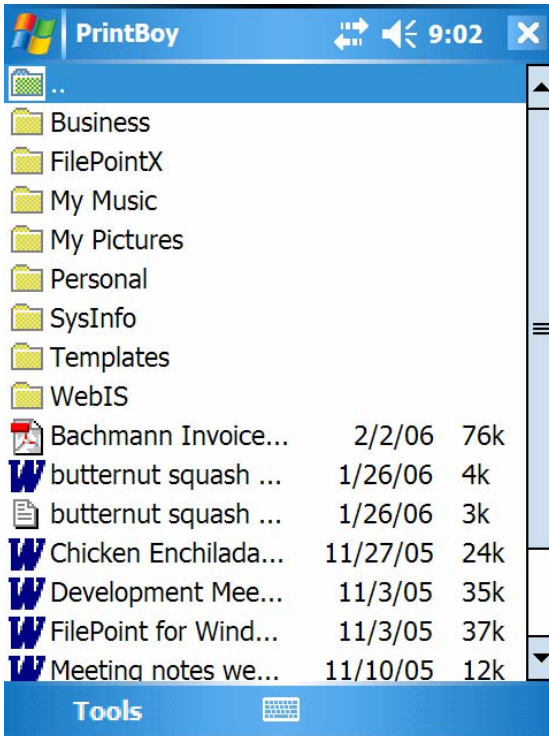 PrintBoy 9:02
..
Business
FilePointX
My Music
My Pictures
Personal
SysInfo
Templates
WebIS
Bachmann Invoice... 2/2/06 76k
butternut squash ... 1/26/06 4k
butternut squash ... 1/26/06 3k
Chicken Enchilada... 11/27/05 24k
Development Mee... 11/3/05 35k
FilePoint for Wind... 11/3/05 37k
Meeting notes we... 11/10/05 12k
Tools